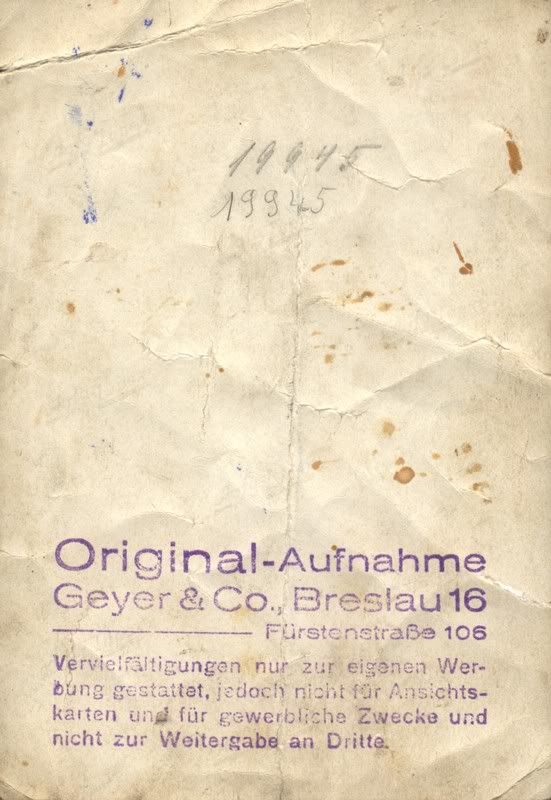 19945
19945
Original-Aufnahme
Geyer & Co., Breslau 16
Fürstenstraße 106
Vervielfältigungen nur zur eigenen Wer-
bung gestattet, jedoch nicht für Ansichts-
karten und für gewerbliche Zwecke und
nicht zur Weitergabe an Dritte.